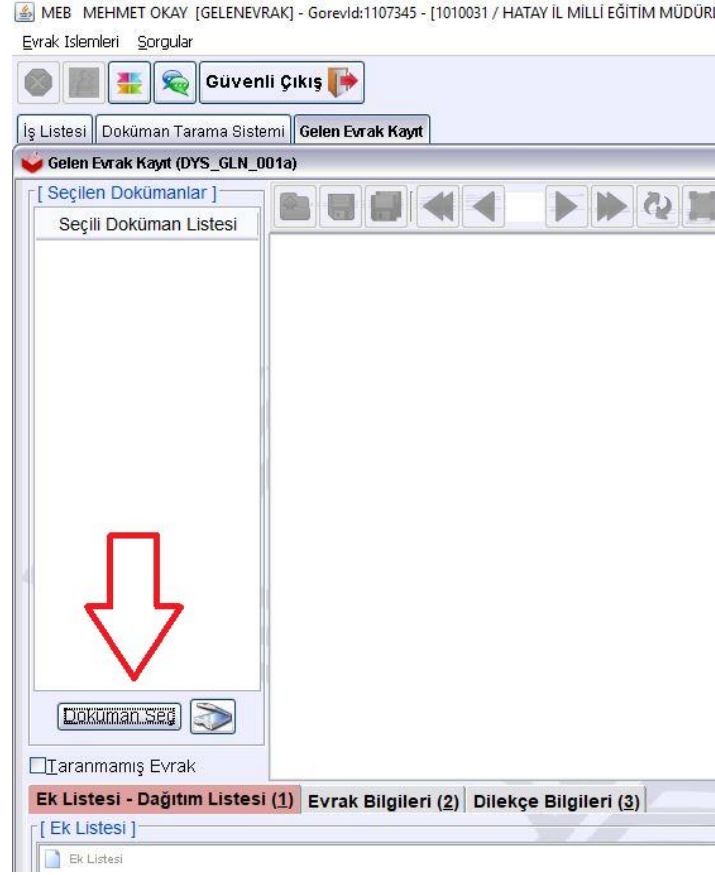 MEB MEHMET OKAY [GELENEVRAK] - GorevId:1107345 - [1010031 / HATAY İL MİLLİ EĞİTİM MÜDÜRI
Evrak Islemleri Sorgular
Güvenli Çıkış
İş Listesi Doküman Tarama Sistemi Gelen Evrak Kayıt
Gelen Evrak Kayıt (DYS_GLN_001a)
[ Seçilen Dokümanlar ]
Seçili Doküman Listesi
Doküman Seç
Taranmamış Evrak
Ek Listesi - Dağıtım Listesi (1) Evrak Bilgileri (2) Dilekçe Bilgileri (3)
[ Ek Listesi ]
Ek Listesi